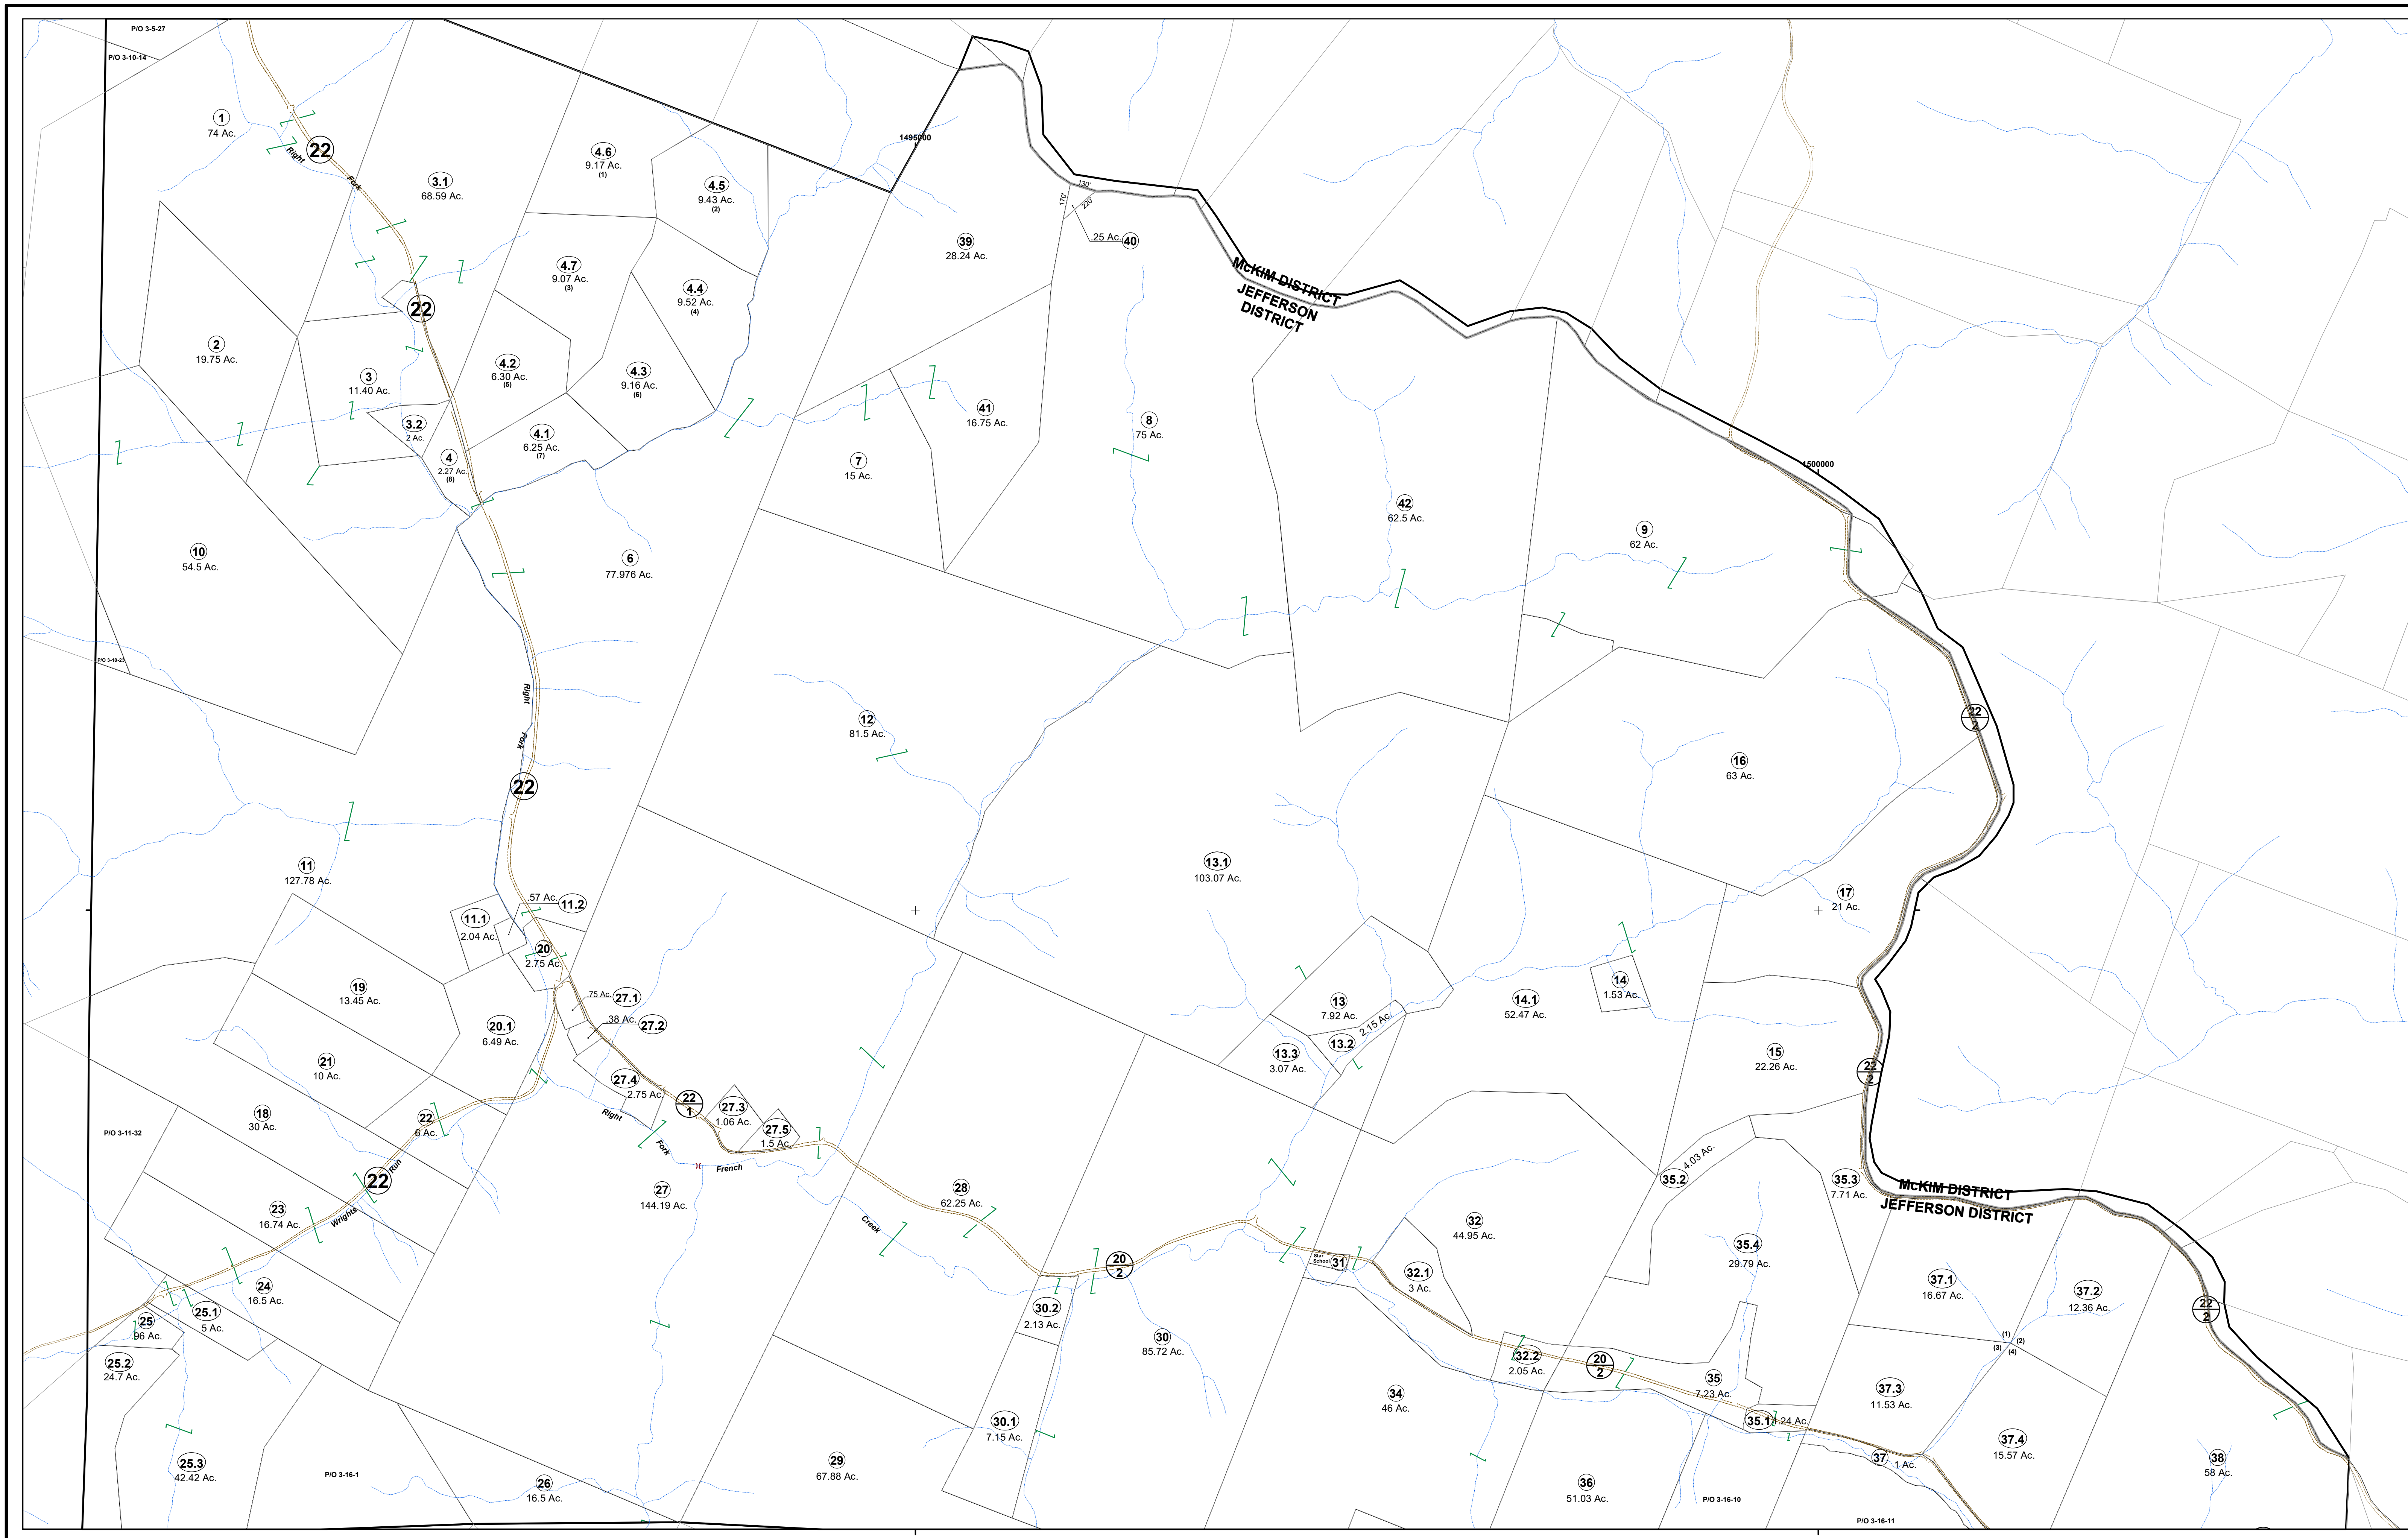 P/O 3-5-27
P/O 3-10-14
1
74 Ac.
22
Right
Fork
3.1
68.59 Ac.
4.6
9.17 Ac.
(1)
4.5
9.43 Ac.
(2)
1495000
130'
170'
220'
.25 Ac.
40
39
28.24 Ac.
4.7
9.07 Ac.
(3)
4.4
9.52 Ac.
(4)
McKIM DISTRICT
JEFFERSON
DISTRICT
22
2
19.75 Ac.
3
11.40 Ac.
4.2
6.30 Ac.
(5)
4.3
9.16 Ac.
(6)
3.2
2 Ac.
4.1
6.25 Ac.
(7)
4
2.27 Ac.
(8)
41
16.75 Ac.
7
15 Ac.
8
75 Ac.
1500000
42
62.5 Ac.
9
62 Ac.
10
54.5 Ac.
6
77.976 Ac.
P/O 3-10-23
Right
Fork
22
12
81.5 Ac.
22
2
16
63 Ac.
11
127.78 Ac.
13.1
103.07 Ac.
17
21 Ac.
.57 Ac.
11.2
11.1
2.04 Ac.
20
2.75 Ac.
19
13.45 Ac.
.75 Ac.
27.1
.38 Ac.
27.2
20.1
6.49 Ac.
13
7.92 Ac.
2.15 Ac.
13.2
13.3
3.07 Ac.
14
1.53 Ac.
14.1
52.47 Ac.
15
22.26 Ac.
22
2
21
10 Ac.
27.4
2.75 Ac.
22
1
27.3
1.06 Ac.
27.5
1.5 Ac.
Right
Fork
French
Creek
18
30 Ac.
22
6 Ac.
P/O 3-11-32
22
Wrights
Run
27
144.19 Ac.
28
62.25 Ac.
4.03 Ac.
35.2
35.3
7.71 Ac.
McKIM DISTRICT
JEFFERSON DISTRICT
23
16.74 Ac.
32
44.95 Ac.
35.4
29.79 Ac.
20
2
Star
School
31
32.1
3 Ac.
37.1
16.67 Ac.
37.2
12.36 Ac.
22
2
24
16.5 Ac.
25.1
5 Ac.
25
.96 Ac.
25.2
24.7 Ac.
30.2
2.13 Ac.
30
85.72 Ac.
(1)
(2)
(3)
(4)
32.2
2.05 Ac.
20
2
35
7.23 Ac.
34
46 Ac.
37.3
11.53 Ac.
35.1
1.24 Ac.
30.1
7.15 Ac.
37.4
15.57 Ac.
37
1 Ac.
38
58 Ac.
25.3
42.42 Ac.
P/O 3-16-1
26
16.5 Ac.
29
67.88 Ac.
36
51.03 Ac.
P/O 3-16-10
P/O 3-16-11